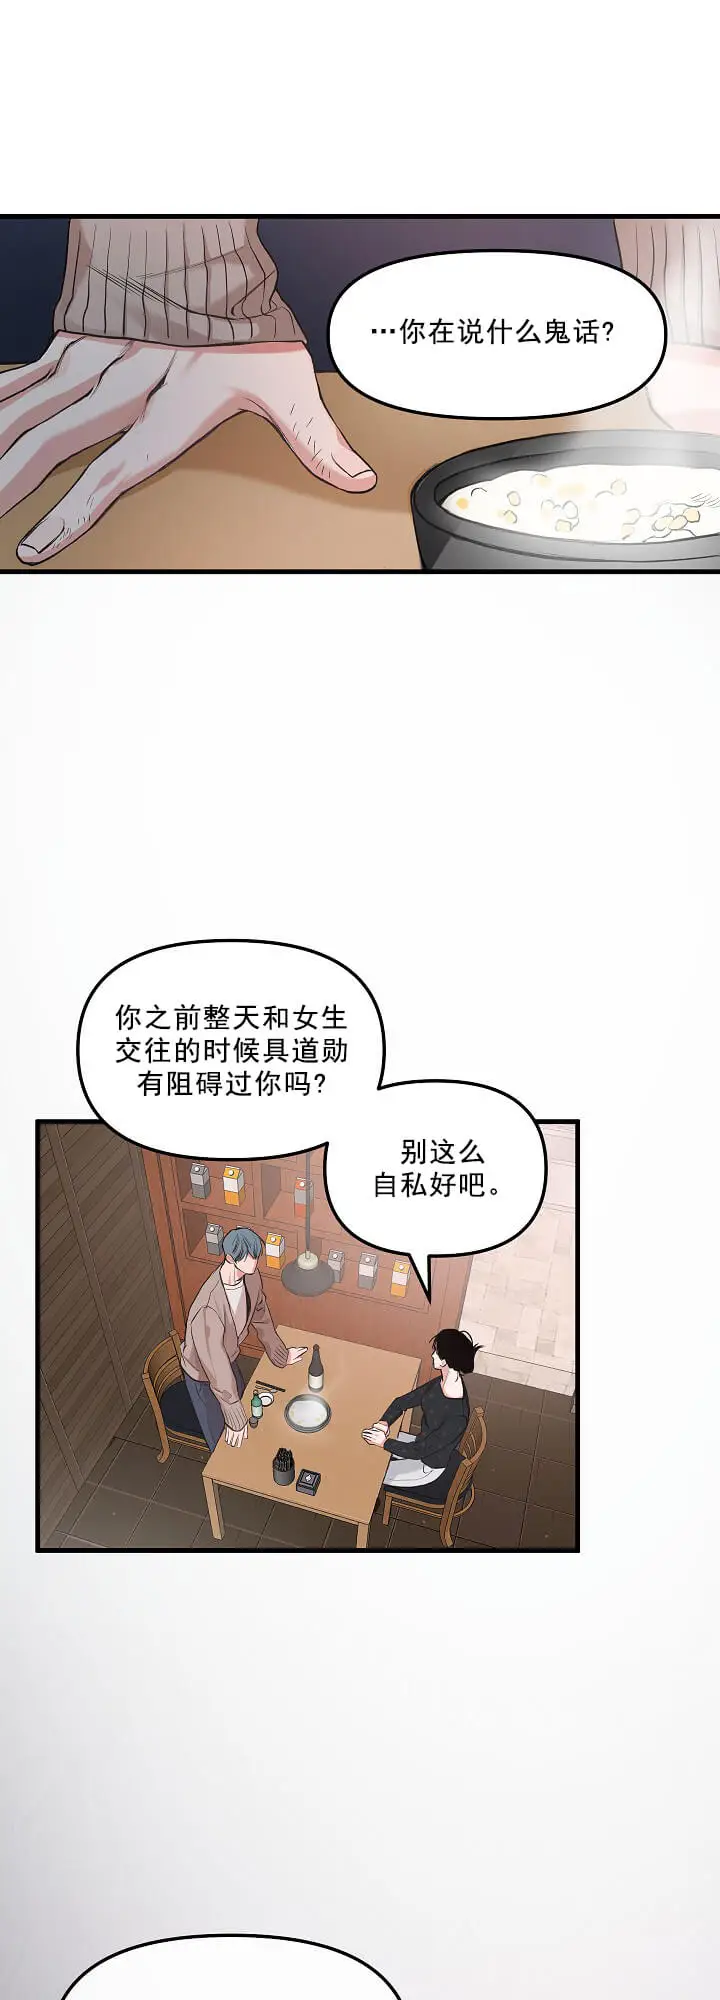 …你在说什么鬼话?
你之前整天和女生
交往的时候具道勋
有阻碍过你吗?
别这么
自私好吧。